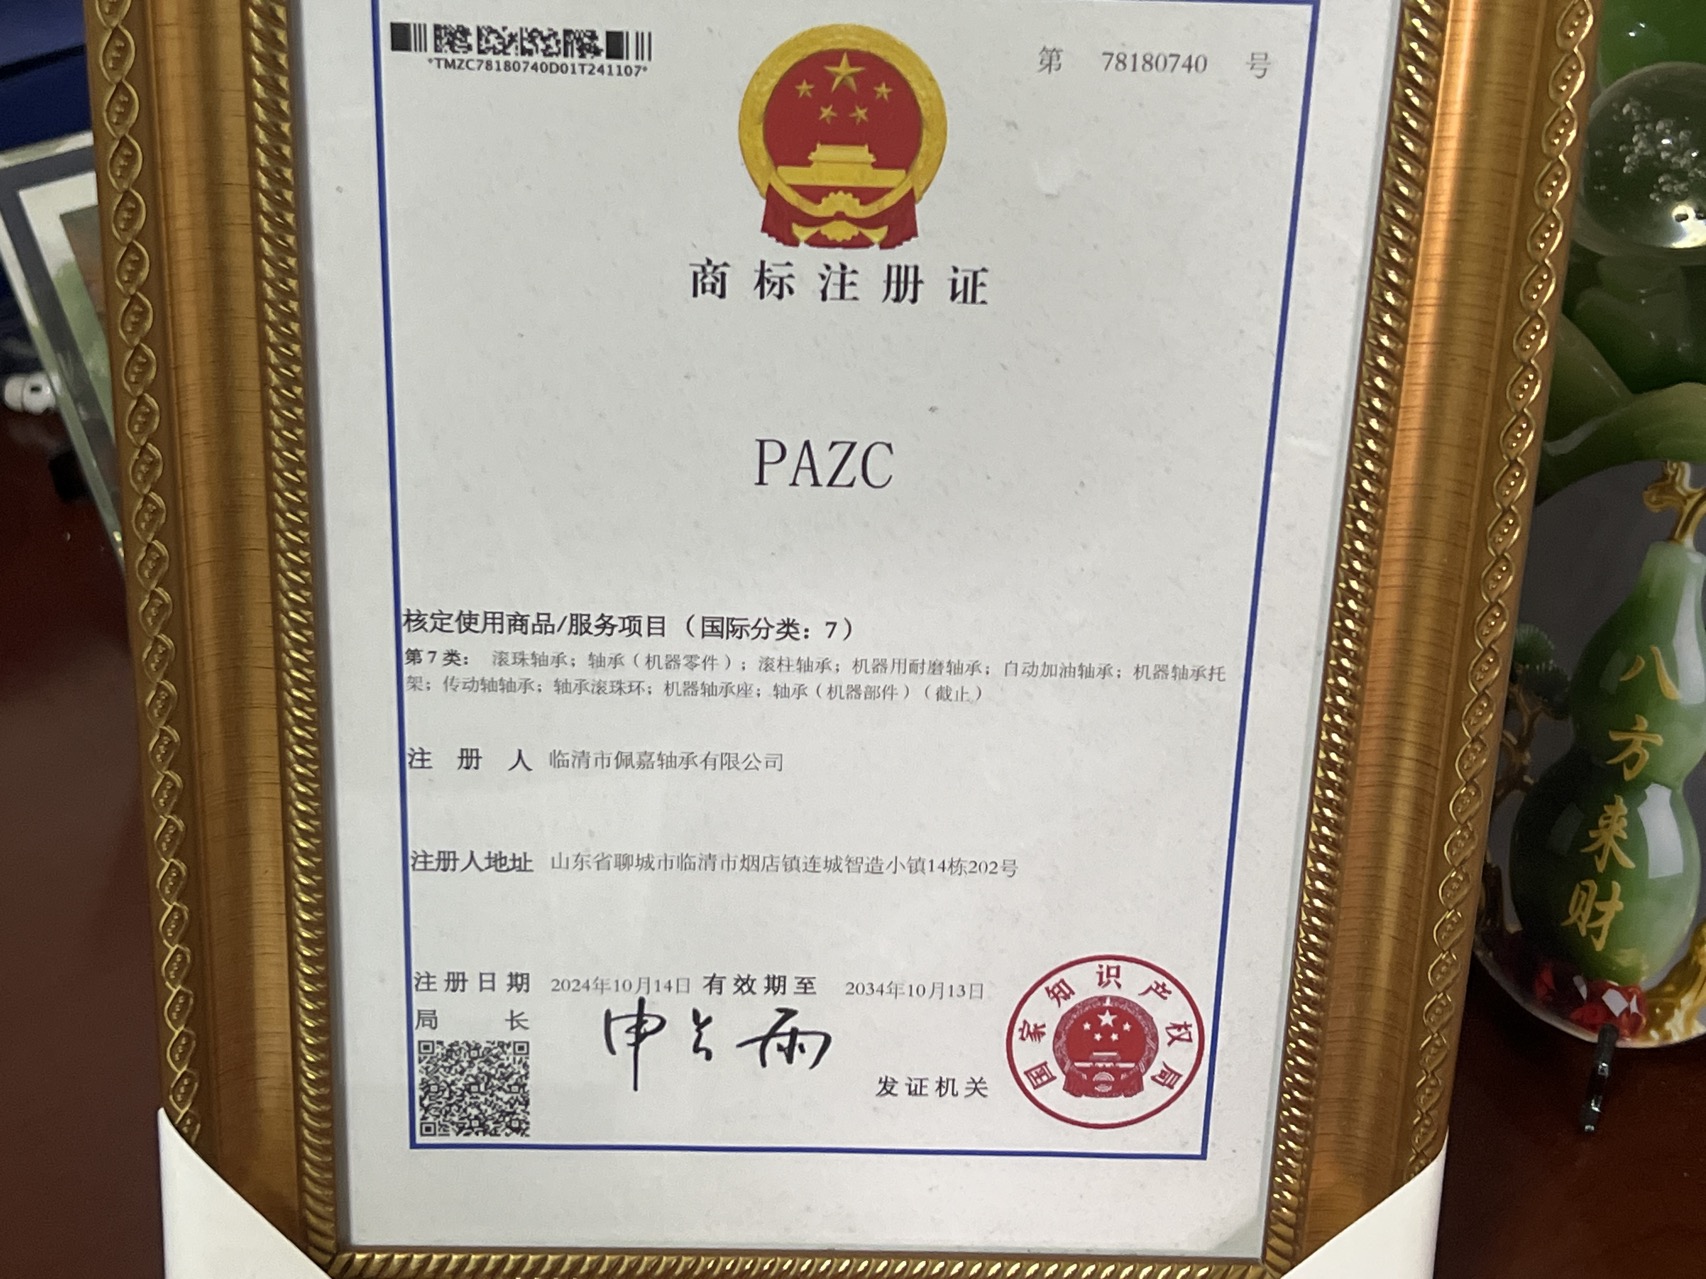 *TMZC78180740D01T241107*
第 78180740 号
商标注册证
PAZC
核定使用商品/服务项目（国际分类：7）
第7类： 滚珠轴承；轴承（机器零件）；滚柱轴承；机器用耐磨轴承；自动加油轴承；机器轴承托
架；传动轴轴承；轴承滚珠环；机器轴承座；轴承（机器部件）（截止）
注 册 人 临清市佩嘉轴承有限公司
注册人地址 山东省聊城市临清市烟店镇连城智造小镇14栋202号
注册日期 2024年10月14日 有效期至 2034年10月13日
局 长 申长雨
发证机关
国家知识产权局
八方来财